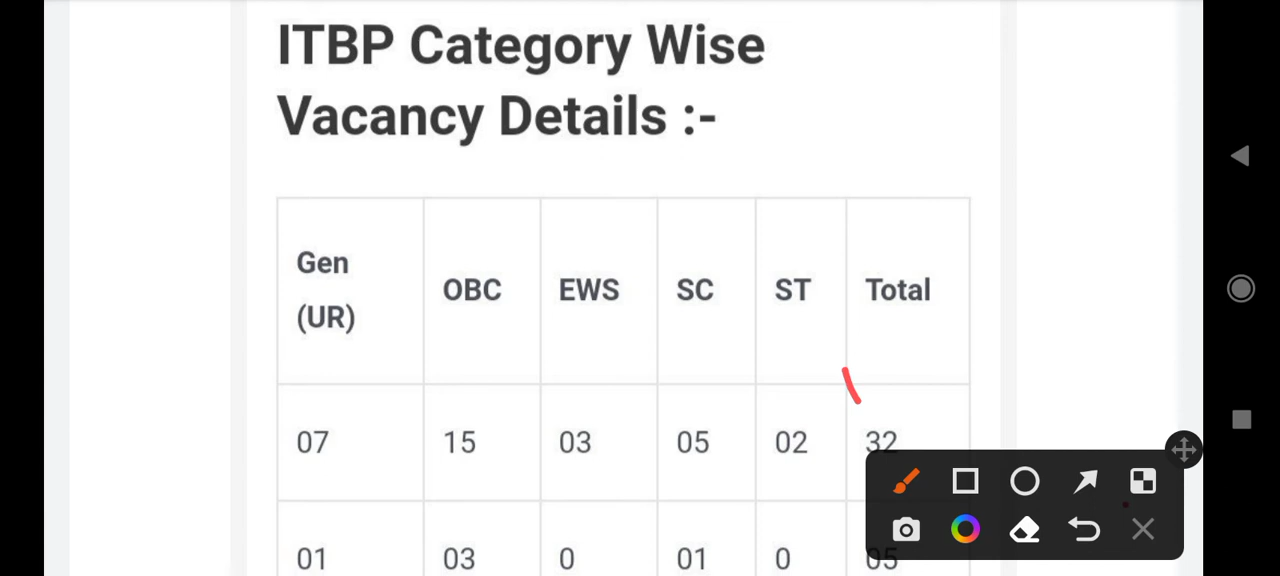 ITBP Category Wise
Vacancy Details :-
Gen (UR) OBC EWS SC ST Total
07 15 03 05 02 32
01 03 0 01 0 05